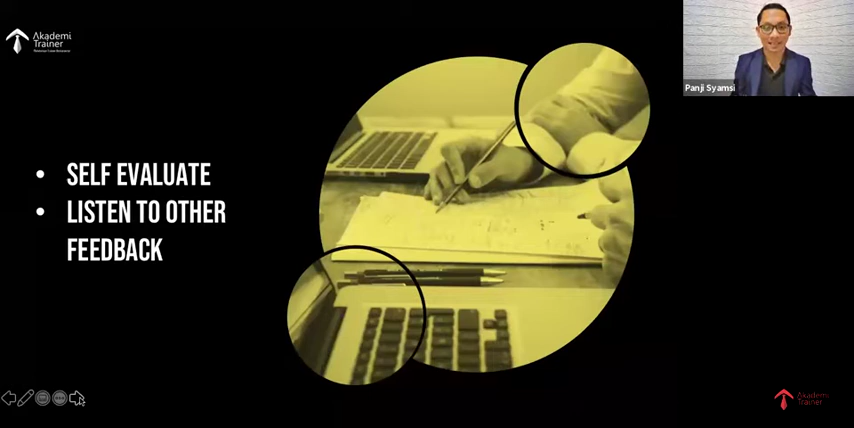 Akademi
Trainer
Panji Syamsi
• SELF EVALUATE
• LISTEN TO OTHER
FEEDBACK
Akademi
Trainer